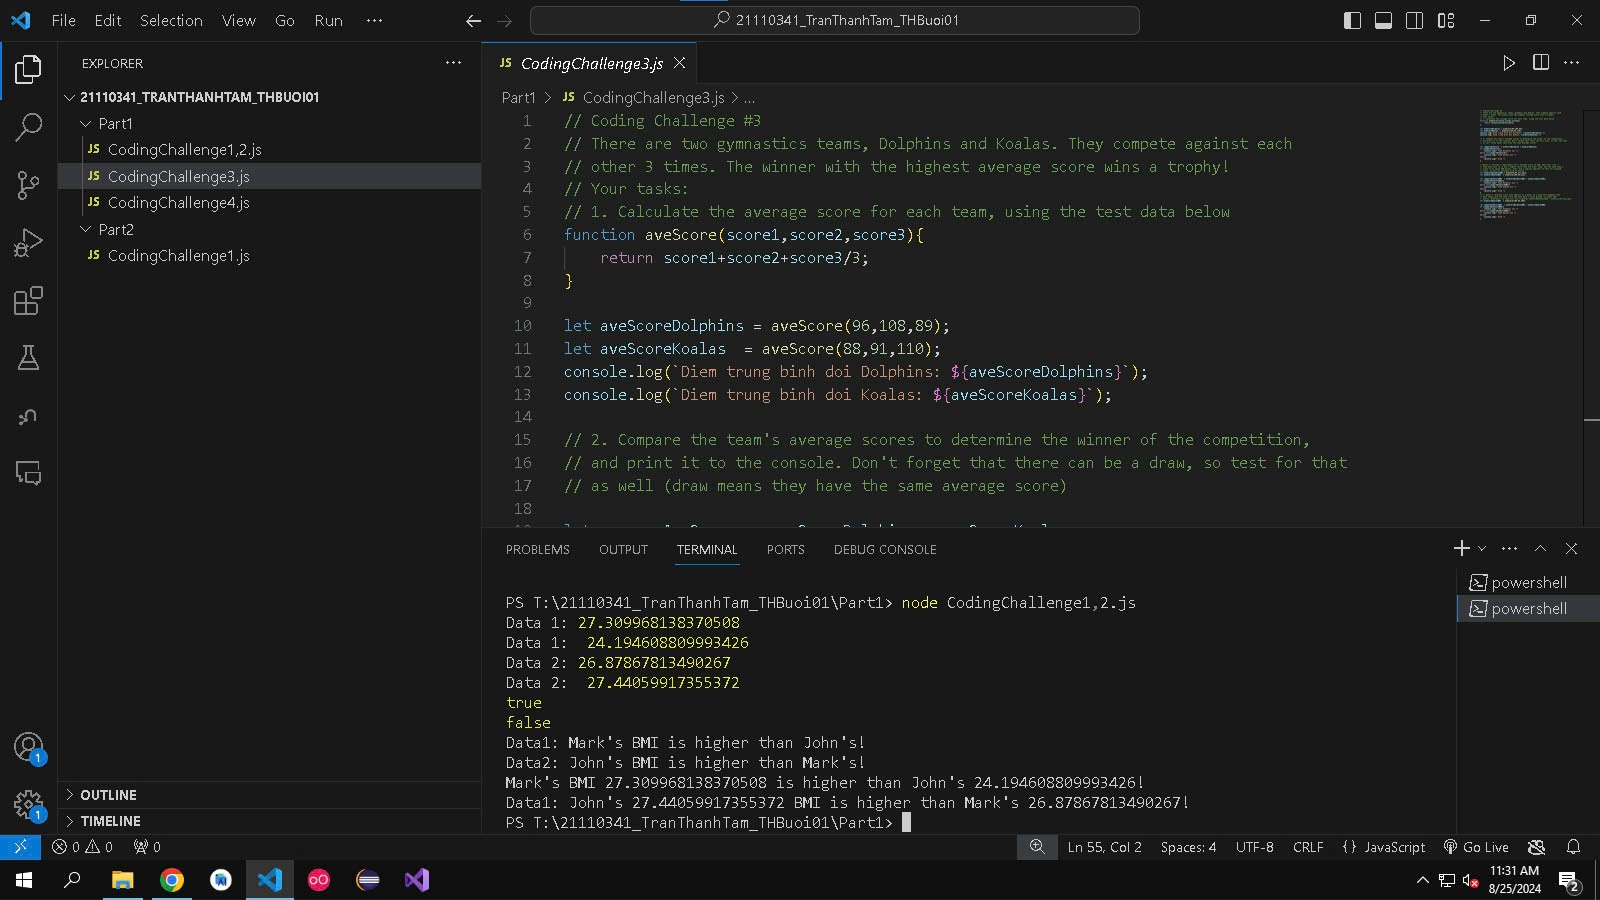 File Edit Selection View Go Run ···
21110341_TranThanhTam_THBuoi01
EXPLORER
21110341_TRANTHANHTAM_THBUOI01
Part1
JS CodingChallenge1,2.js
JS CodingChallenge3.js
JS CodingChallenge4.js
Part2
JS CodingChallenge1.js
OUTLINE
TIMELINE
JS CodingChallenge3.js
Part1 > JS CodingChallenge3.js > ...
1 // Coding Challenge #3
2 // There are two gymnastics teams, Dolphins and Koalas. They compete against each
3 // other 3 times. The winner with the highest average score wins a trophy!
4 // Your tasks:
5 // 1. Calculate the average score for each team, using the test data below
6 function aveScore(score1,score2,score3){
7 return score1+score2+score3/3;
8 }
9
10 let aveScoreDolphins = aveScore(96,108,89);
11 let aveScoreKoalas  = aveScore(88,91,110);
12 console.log(`Diem trung binh doi Dolphins: ${aveScoreDolphins}`);
13 console.log(`Diem trung binh doi Koalas: ${aveScoreKoalas}`);
14
15 // 2. Compare the team's average scores to determine the winner of the competition,
16 // and print it to the console. Don't forget that there can be a draw, so test for that
17 // as well (draw means they have the same average score)
18
PROBLEMS OUTPUT TERMINAL PORTS DEBUG CONSOLE
powershell
powershell
PS T:\21110341_TranThanhTam_THBuoi01\Part1> node CodingChallenge1,2.js
Data 1: 27.309968138370508
Data 1:  24.194608809993426
Data 2: 26.87867813490267
Data 2:  27.44059917355372
true
false
Data1: Mark's BMI is higher than John's!
Data2: John's BMI is higher than Mark's!
Mark's BMI 27.309968138370508 is higher than John's 24.194608809993426!
Data1: John's 27.44059917355372 BMI is higher than Mark's 26.87867813490267!
PS T:\21110341_TranThanhTam_THBuoi01\Part1>
1
1
0 0 0
Ln 55, Col 2 Spaces: 4 UTF-8 CRLF {} JavaScript Go Live
11:31 AM
8/25/2024
2